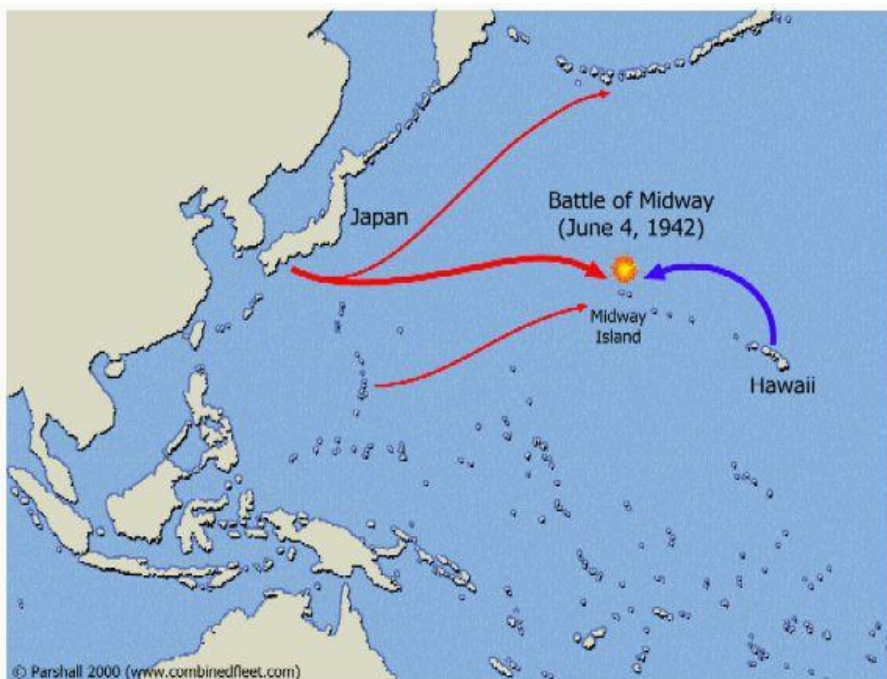 Japan
Battle of Midway
(June 4, 1942)
Midway
Island
Hawaii
© Parshall 2000 (www.combinedfleet.com)